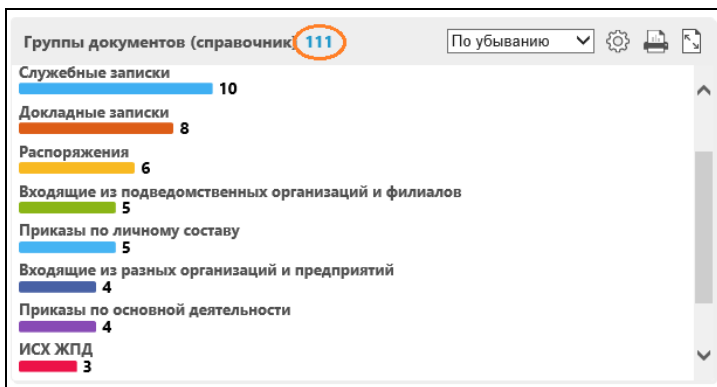 Группы документов (справочник) 111
По убыванию
Служебные записки
10
Докладные записки
8
Распоряжения
6
Входящие из подведомственных организаций и филиалов
5
Приказы по личному составу
5
Входящие из разных организаций и предприятий
4
Приказы по основной деятельности
4
ИСХ ЖПД
3